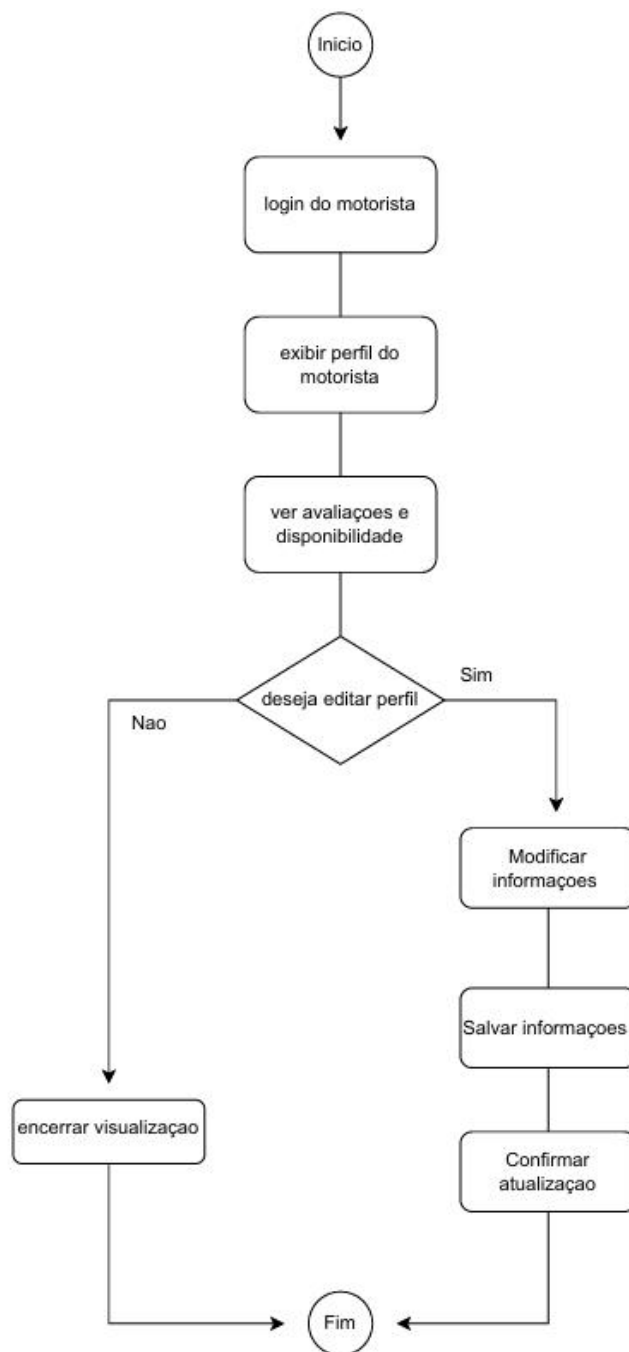 Inicio
login do motorista
exibir perfil do
motorista
ver avaliaçoes e
disponibilidade
deseja editar perfil
Sim
Nao
Modificar
informaçoes
Salvar informaçoes
encerrar visualizaçao
Confirmar
atualizaçao
Fim